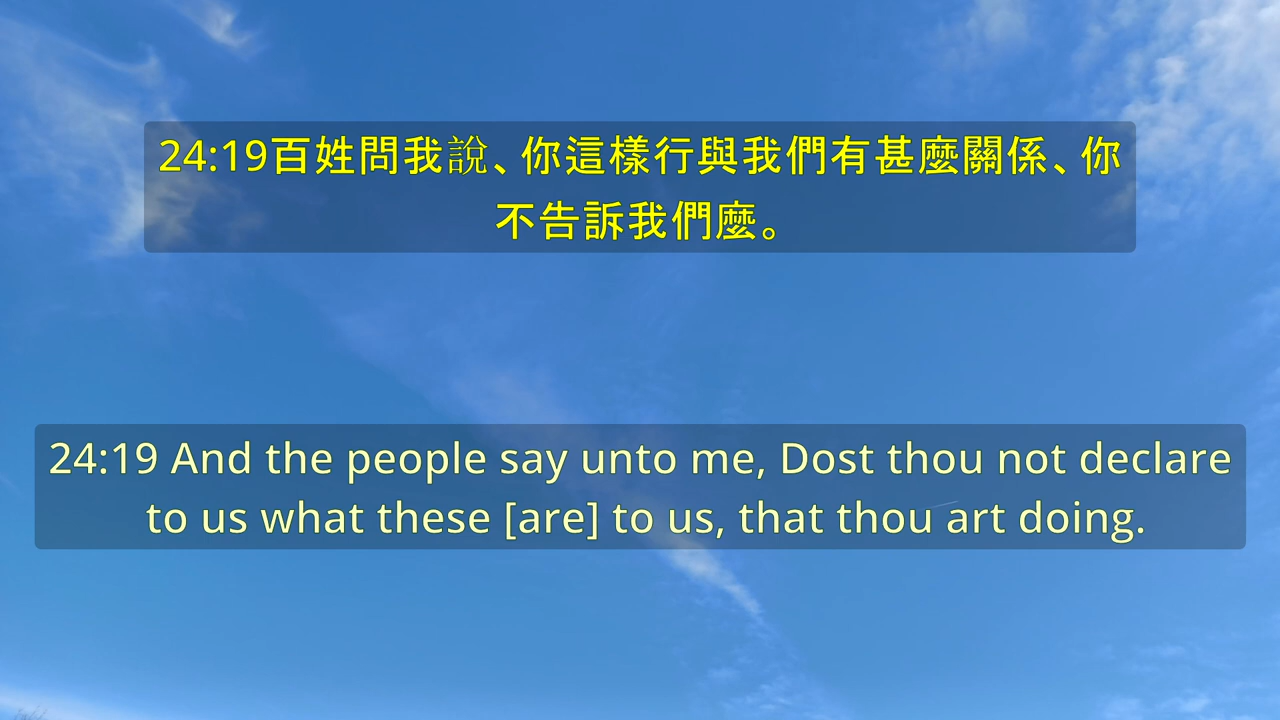 24:19百姓問我說、你這樣行與我們有甚麼關係、你
不告訴我們麼。
24:19 And the people say unto me, Dost thou not declare
to us what these [are] to us, that thou art doing.